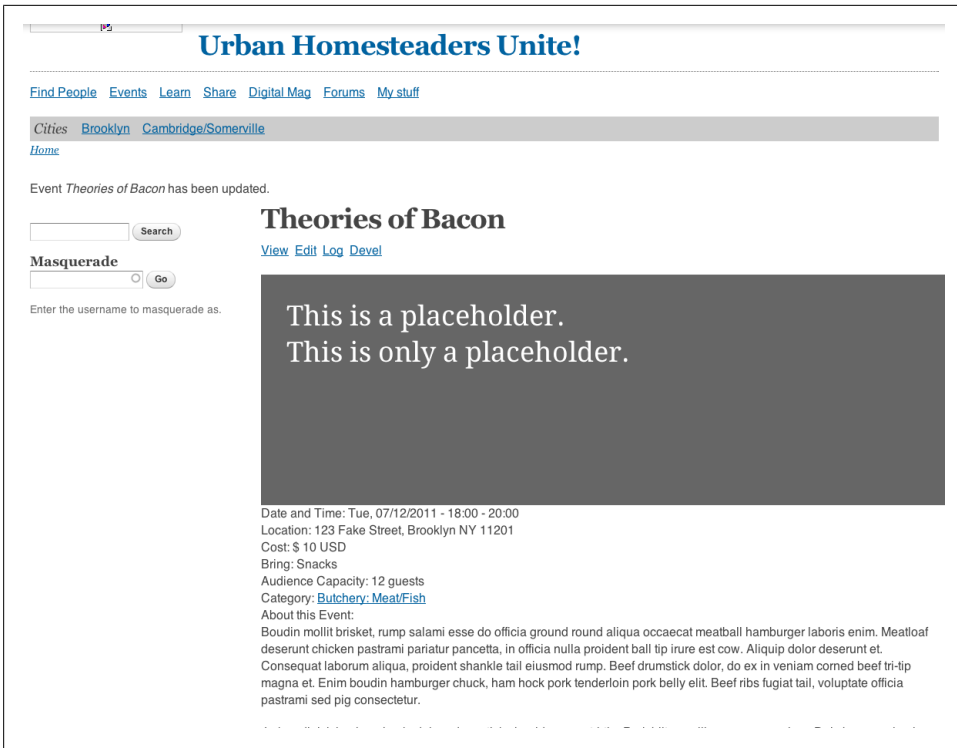 Urban Homesteaders Unite!
Find People Events Learn Share Digital Mag Forums My stuff
Cities Brooklyn Cambridge/Somerville
Home
Event Theories of Bacon has been updated.
Search
Masquerade
Go
Enter the username to masquerade as.
Theories of Bacon
View Edit Log Devel
This is a placeholder.
This is only a placeholder.
Date and Time: Tue, 07/12/2011 - 18:00 - 20:00
Location: 123 Fake Street, Brooklyn NY 11201
Cost: $ 10 USD
Bring: Snacks
Audience Capacity: 12 guests
Category: Butchery: Meat/Fish
About this Event:
Boudin mollit brisket, rump salami esse do officia ground round aliqua occaecat meatball hamburger laboris enim. Meatloaf
deserunt chicken pastrami pariatur pancetta, in officia nulla proident ball tip irure est cow. Aliquip dolor deserunt et.
Consequat laborum aliqua, proident shankle tail eiusmod rump. Beef drumstick dolor, do ex in veniam corned beef tri-tip
magna et. Enim boudin hamburger chuck, ham hock pork tenderloin pork belly elit. Beef ribs fugiat tail, voluptate officia
pastrami sed pig consectetur.